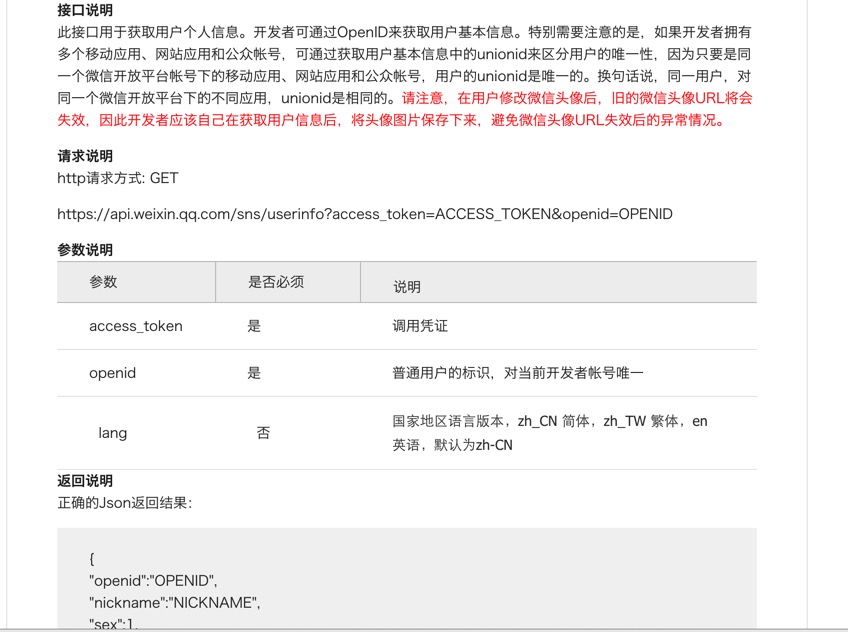 接口说明
此接口用于获取用户个人信息。开发者可通过OpenID来获取用户基本信息。特别需要注意的是，如果开发者拥有
多个移动应用、网站应用和公众帐号，可通过获取用户基本信息中的unionid来区分用户的唯一性，因为只要是同
一个微信开放平台帐号下的移动应用、网站应用和公众帐号，用户的unionid是唯一的。换句话说，同一用户，对
同一个微信开放平台下的不同应用，unionid是相同的。请注意，在用户修改微信头像后，旧的微信头像URL将会
失效，因此开发者应该自己在获取用户信息后，将头像图片保存下来，避免微信头像URL失效后的异常情况。
请求说明
http请求方式: GET
https://api.weixin.qq.com/sns/userinfo?access_token=ACCESS_TOKEN&openid=OPENID
参数说明
参数 是否必须 说明
access_token 是 调用凭证
openid 是 普通用户的标识，对当前开发者帐号唯一
lang 否 国家地区语言版本，zh_CN 简体，zh_TW 繁体，en
英语，默认为zh-CN
返回说明
正确的Json返回结果：
{
"openid":"OPENID",
"nickname":"NICKNAME",
"sex":1,